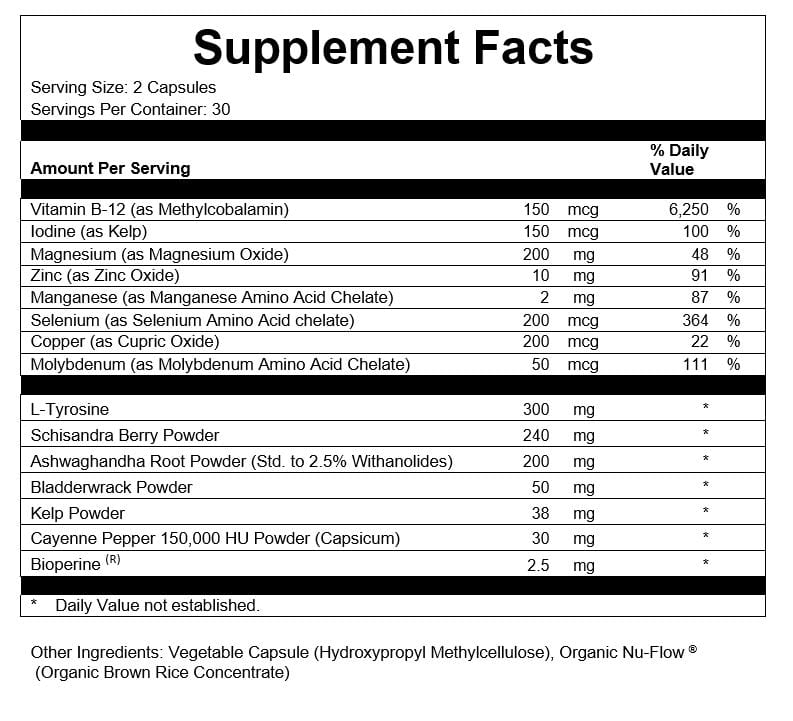 Supplement Facts
Serving Size: 2 Capsules
Servings Per Container: 30
% Daily
Amount Per Serving Value
Vitamin B-12 (as Methylcobalamin) 150 mcg 6,250 %
Iodine (as Kelp) 150 mcg 100 %
Magnesium (as Magnesium Oxide) 200 mg 48 %
Zinc (as Zinc Oxide) 10 mg 91 %
Manganese (as Manganese Amino Acid Chelate) 2 mg 87 %
Selenium (as Selenium Amino Acid chelate) 200 mcg 364 %
Copper (as Cupric Oxide) 200 mcg 22 %
Molybdenum (as Molybdenum Amino Acid Chelate) 50 mcg 111 %
L-Tyrosine 300 mg *
Schisandra Berry Powder 240 mg *
Ashwaghandha Root Powder (Std. to 2.5% Withanolides) 200 mg *
Bladderwrack Powder 50 mg *
Kelp Powder 38 mg *
Cayenne Pepper 150,000 HU Powder (Capsicum) 30 mg *
Bioperine (R) 2.5 mg *
* Daily Value not established.
Other Ingredients: Vegetable Capsule (Hydroxypropyl Methylcellulose), Organic Nu-Flow ®
(Organic Brown Rice Concentrate)